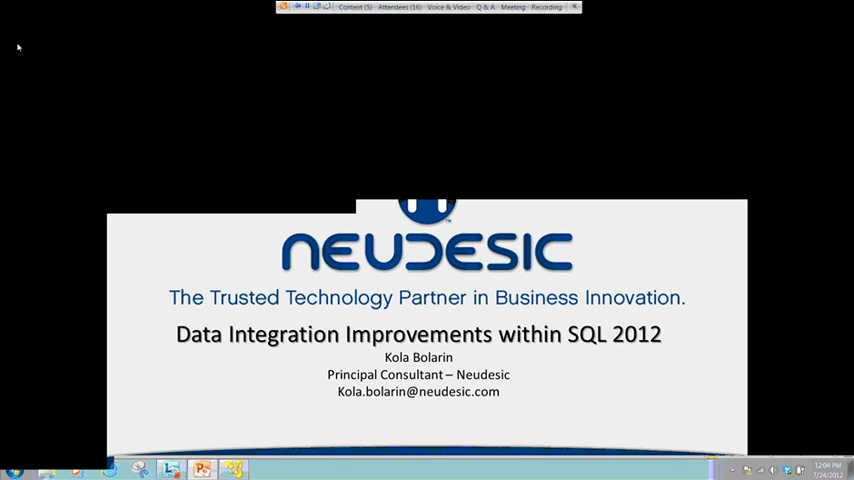 Content (5) Attendees (16) Voice & Video Q & A Meeting Recording
NEUDESIC
The Trusted Technology Partner in Business Innovation.
Data Integration Improvements within SQL 2012
Kola Bolarin
Principal Consultant – Neudesic
Kola.bolarin@neudesic.com
12:04 PM
7/24/2012